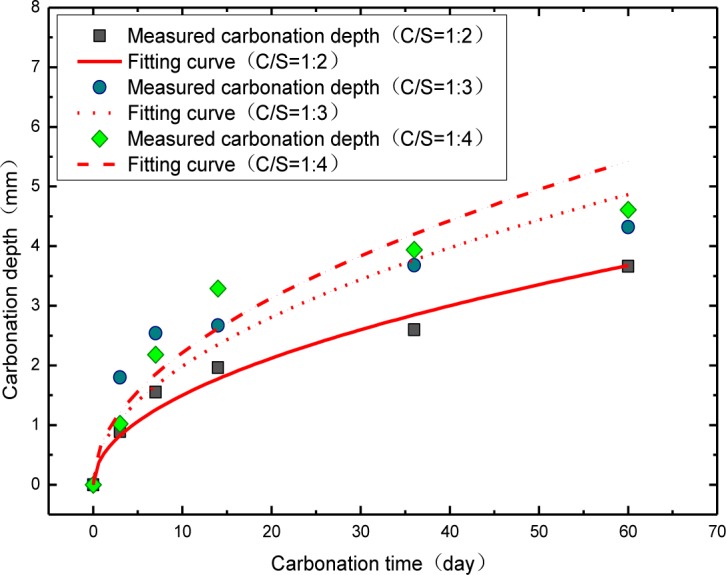 8
7
6
5
4
3
2
1
0
Carbonation depth（mm）
Measured carbonation depth（C/S=1:2）
Fitting curve（C/S=1:2）
Measured carbonation depth（C/S=1:3）
Fitting curve（C/S=1:3）
Measured carbonation depth（C/S=1:4）
Fitting curve（C/S=1:4）
0 10 20 30 40 50 60 70
Carbonation time（day）